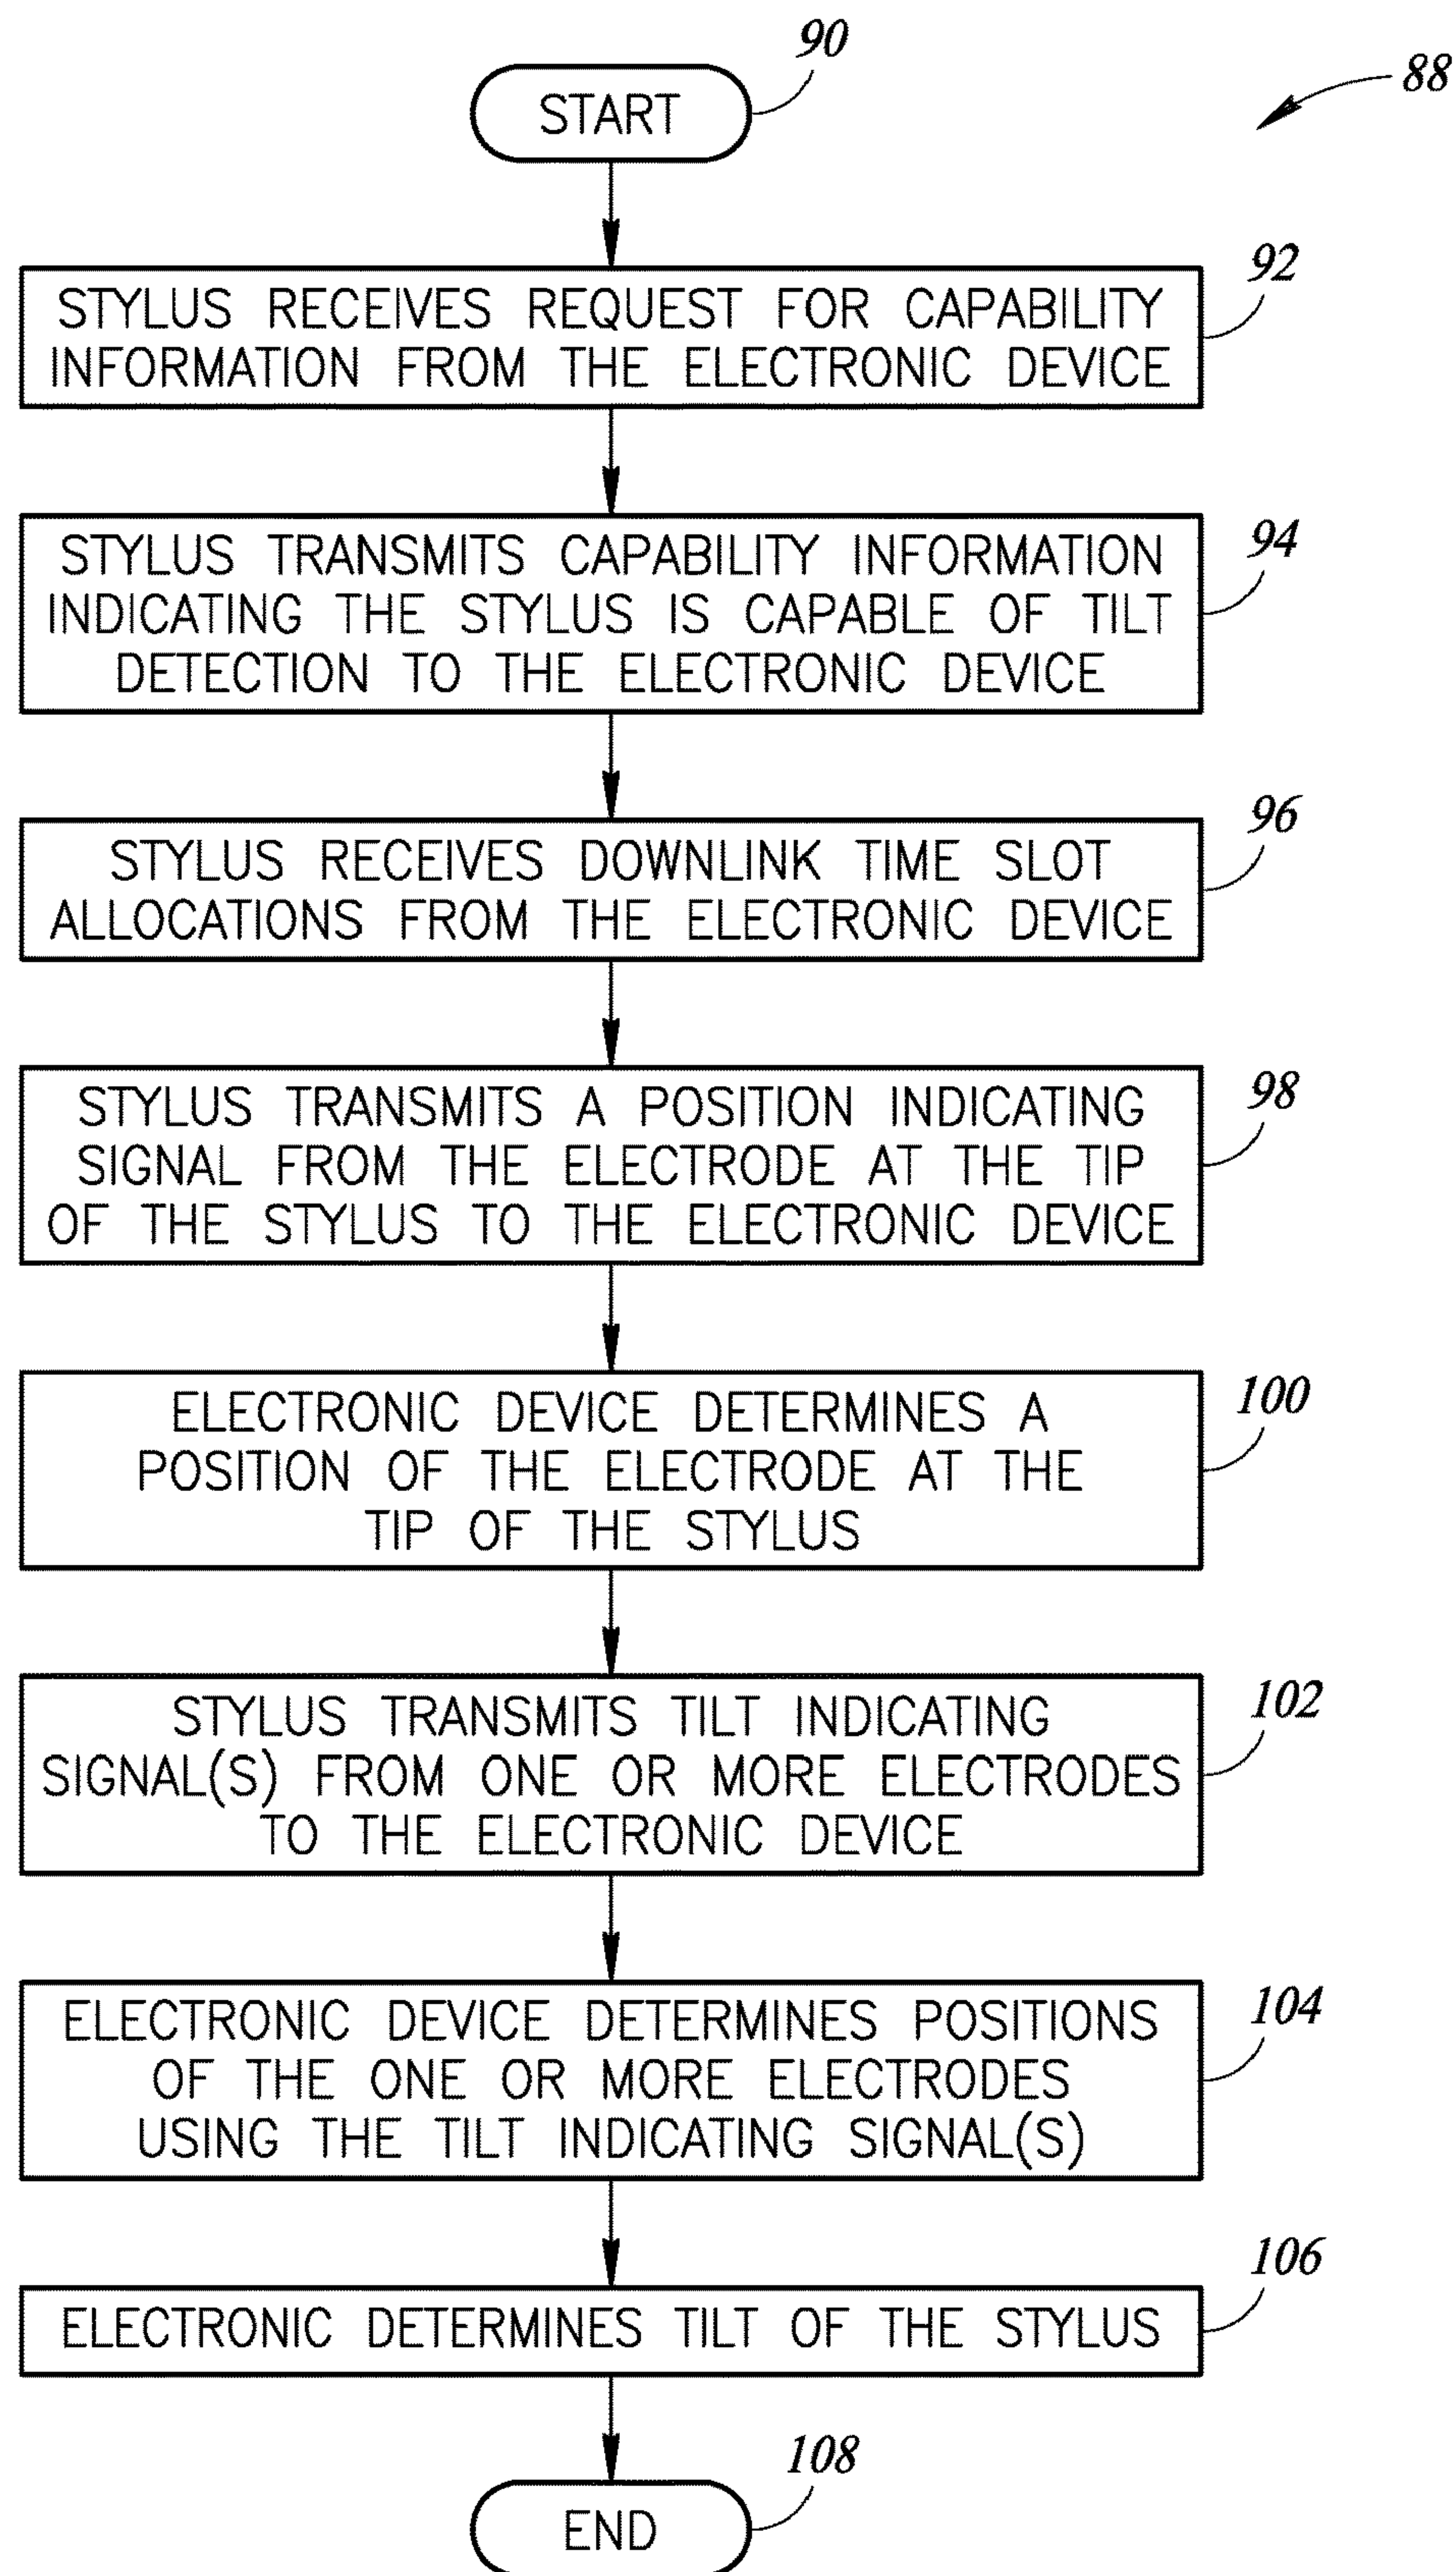 90
START
88
92
STYLUS RECEIVES REQUEST FOR CAPABILITY
INFORMATION FROM THE ELECTRONIC DEVICE
94
STYLUS TRANSMITS CAPABILITY INFORMATION
INDICATING THE STYLUS IS CAPABLE OF TILT
DETECTION TO THE ELECTRONIC DEVICE
96
STYLUS RECEIVES DOWNLINK TIME SLOT
ALLOCATIONS FROM THE ELECTRONIC DEVICE
98
STYLUS TRANSMITS A POSITION INDICATING
SIGNAL FROM THE ELECTRODE AT THE TIP
OF THE STYLUS TO THE ELECTRONIC DEVICE
100
ELECTRONIC DEVICE DETERMINES A
POSITION OF THE ELECTRODE AT THE
TIP OF THE STYLUS
102
STYLUS TRANSMITS TILT INDICATING
SIGNAL(S) FROM ONE OR MORE ELECTRODES
TO THE ELECTRONIC DEVICE
104
ELECTRONIC DEVICE DETERMINES POSITIONS
OF THE ONE OR MORE ELECTRODES
USING THE TILT INDICATING SIGNAL(S)
106
ELECTRONIC DETERMINES TILT OF THE STYLUS
108
END